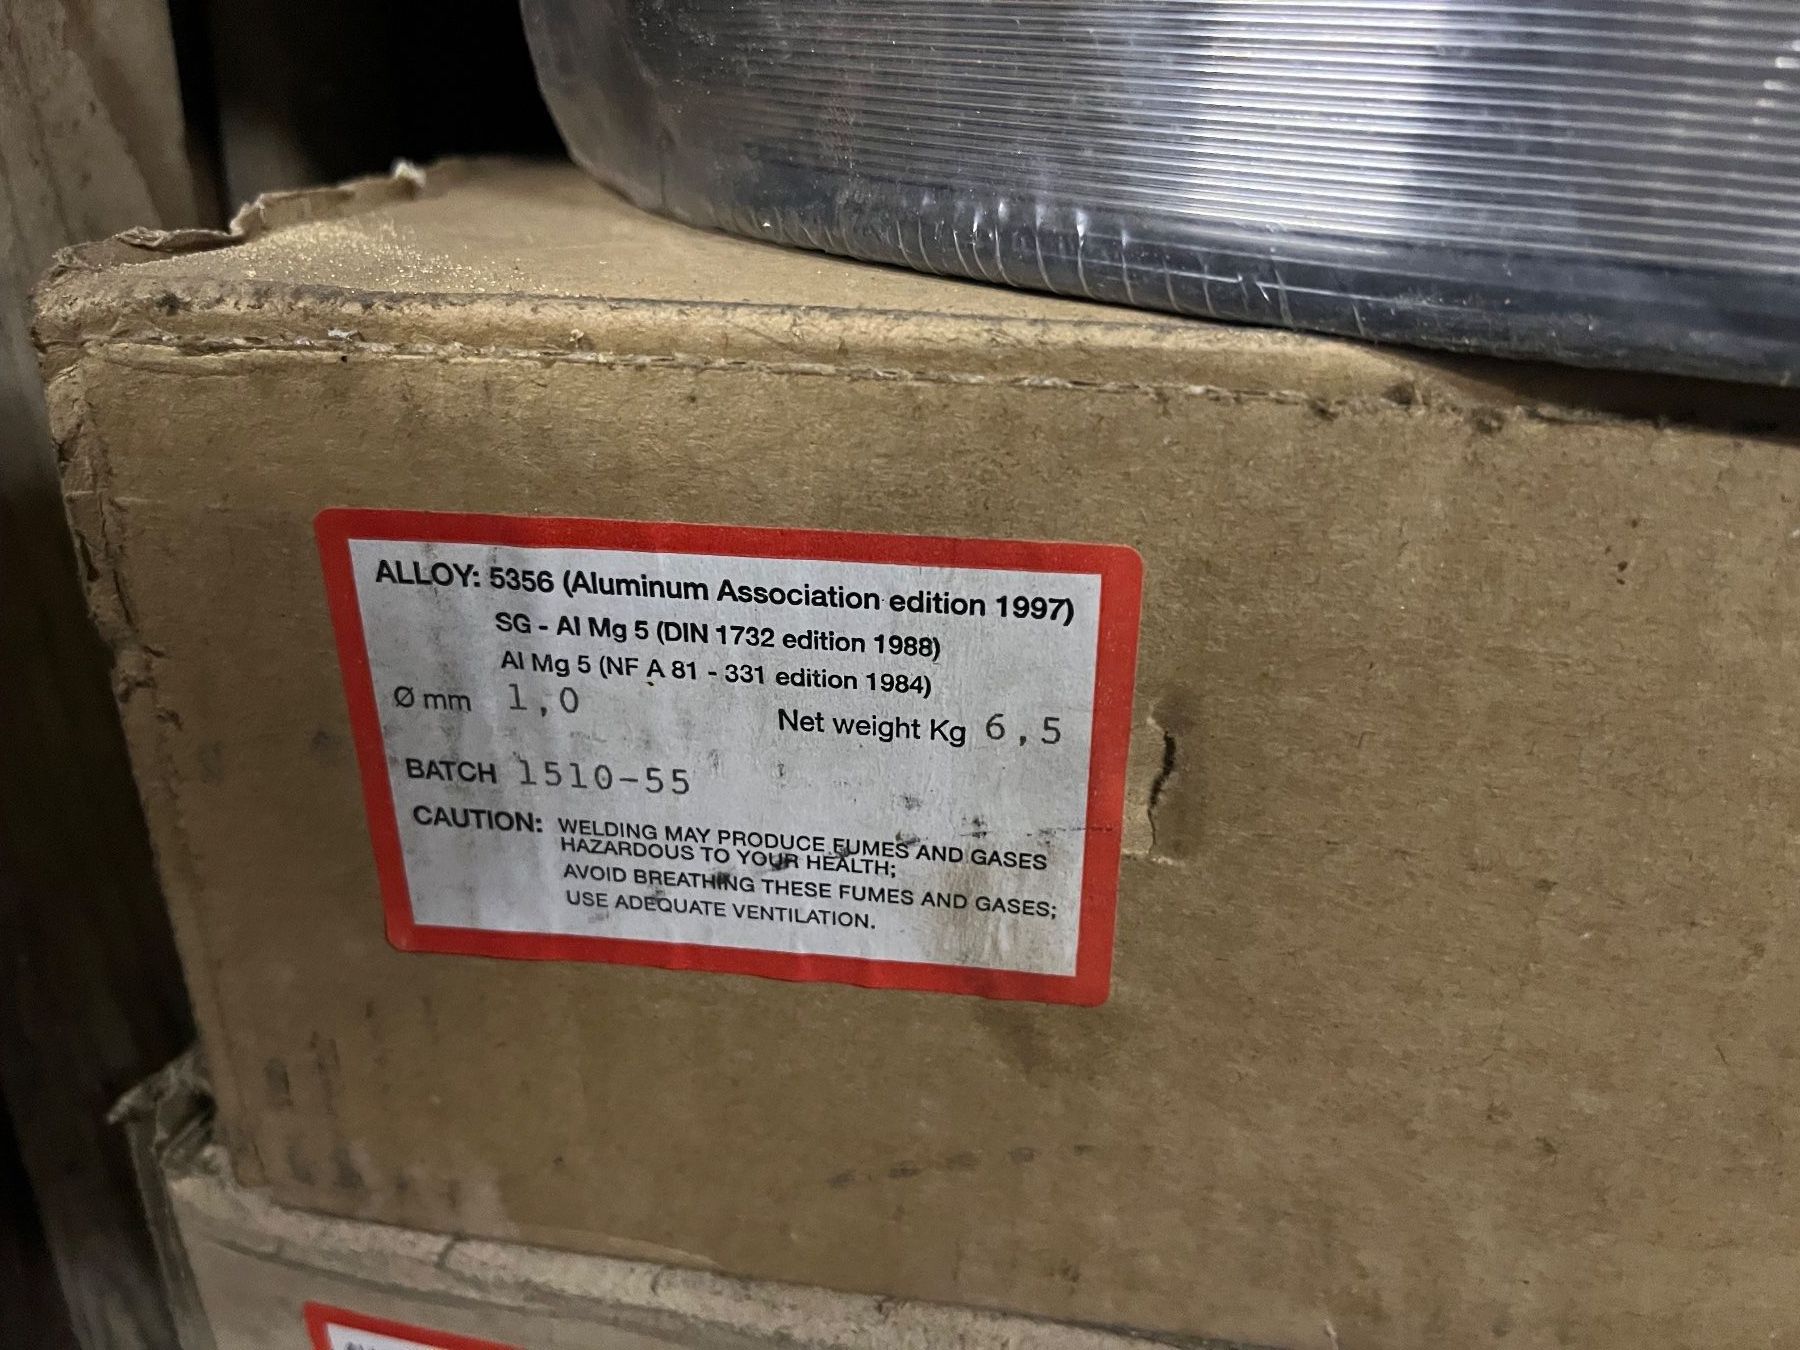 ALLOY: 5356 (Aluminum Association edition 1997)
SG - Al Mg 5 (DIN 1732 edition 1988)
Al Mg 5 (NF A 81 - 331 edition 1984)
Ø mm 1,0
Net weight Kg 6,5
BATCH 1510-55
CAUTION: WELDING MAY PRODUCE FUMES AND GASES
HAZARDOUS TO YOUR HEALTH;
AVOID BREATHING THESE FUMES AND GASES;
USE ADEQUATE VENTILATION.